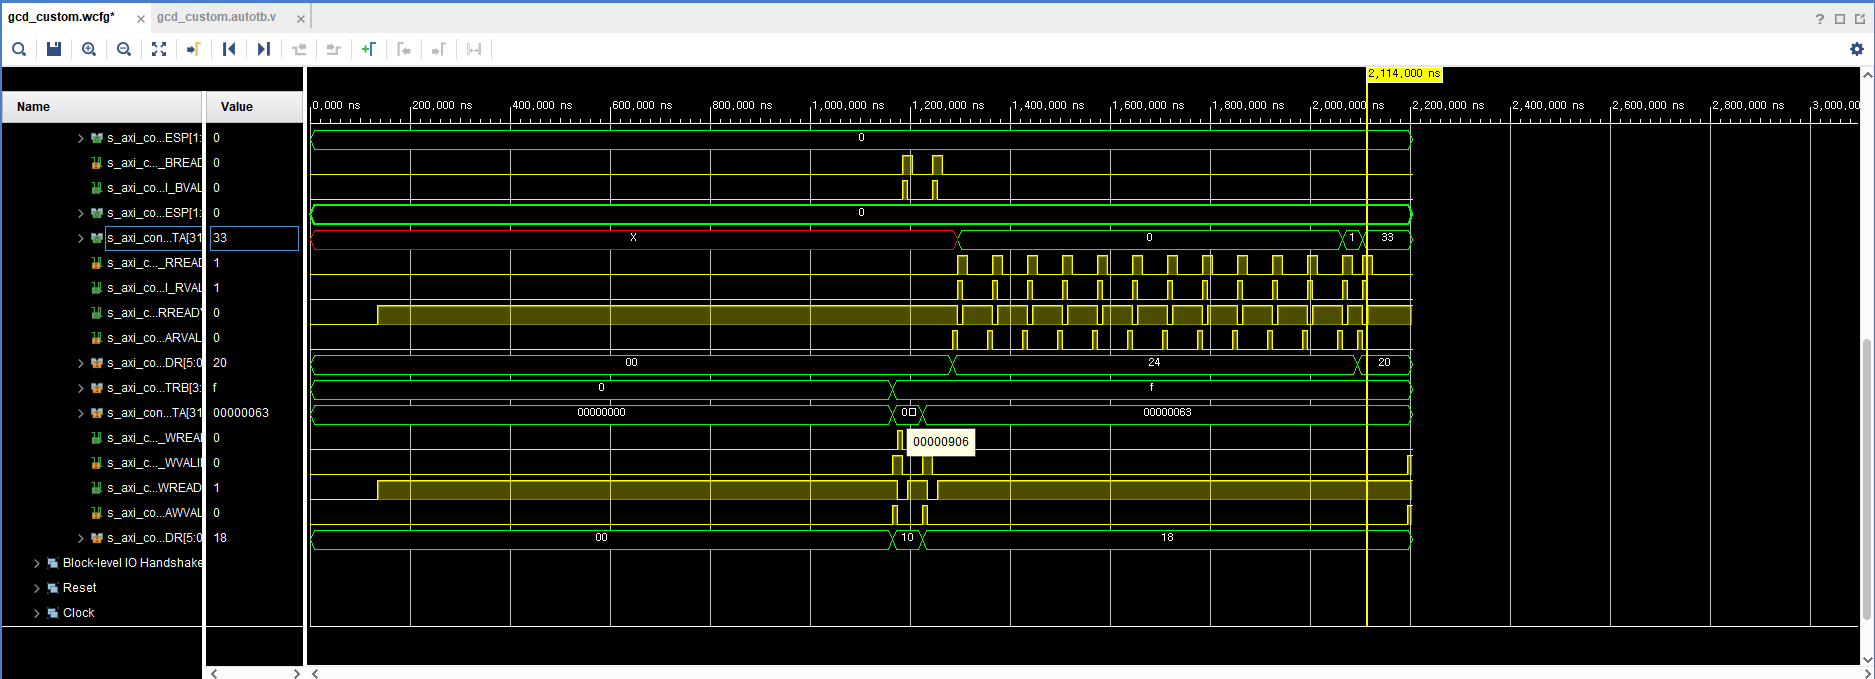 gcd_custom.wcfg* × gcd_custom.autotb.v ×
?
2,114,000 ns
Name Value
0,000 ns 200,000 ns 400,000 ns 600,000 ns 800,000 ns 1,000,000 ns 1,200,000 ns 1,400,000 ns 1,600,000 ns 1,800,000 ns 2,000,000 ns 2,200,000 ns 2,400,000 ns 2,600,000 ns 2,800,000 ns 3,000,00
s_axi_co...ESP[1: 0 0
s_axi_c..._BREAD 0
s_axi_co...I_BVAL 0
s_axi_co...ESP[1: 0 0
s_axi_con...TA[31 33 X 0 1 33
s_axi_c..._RREAD 1
s_axi_co...I_RVAL 1
s_axi_c...RREADY 0
s_axi_co...ARVAL 0
s_axi_co...DR[5:0 20 00 24 20
s_axi_co...TRB[3: f 0 f
s_axi_con...TA[31 00000063 00000000 0 00000063
s_axi_c..._WREA 0 00000906
s_axi_c..._WVALI 0
s_axi_c...WREAD 1
s_axi_co...AWVAL 0
s_axi_co...DR[5:0 18 00 10 18
Block-level IO Handshake
Reset
Clock